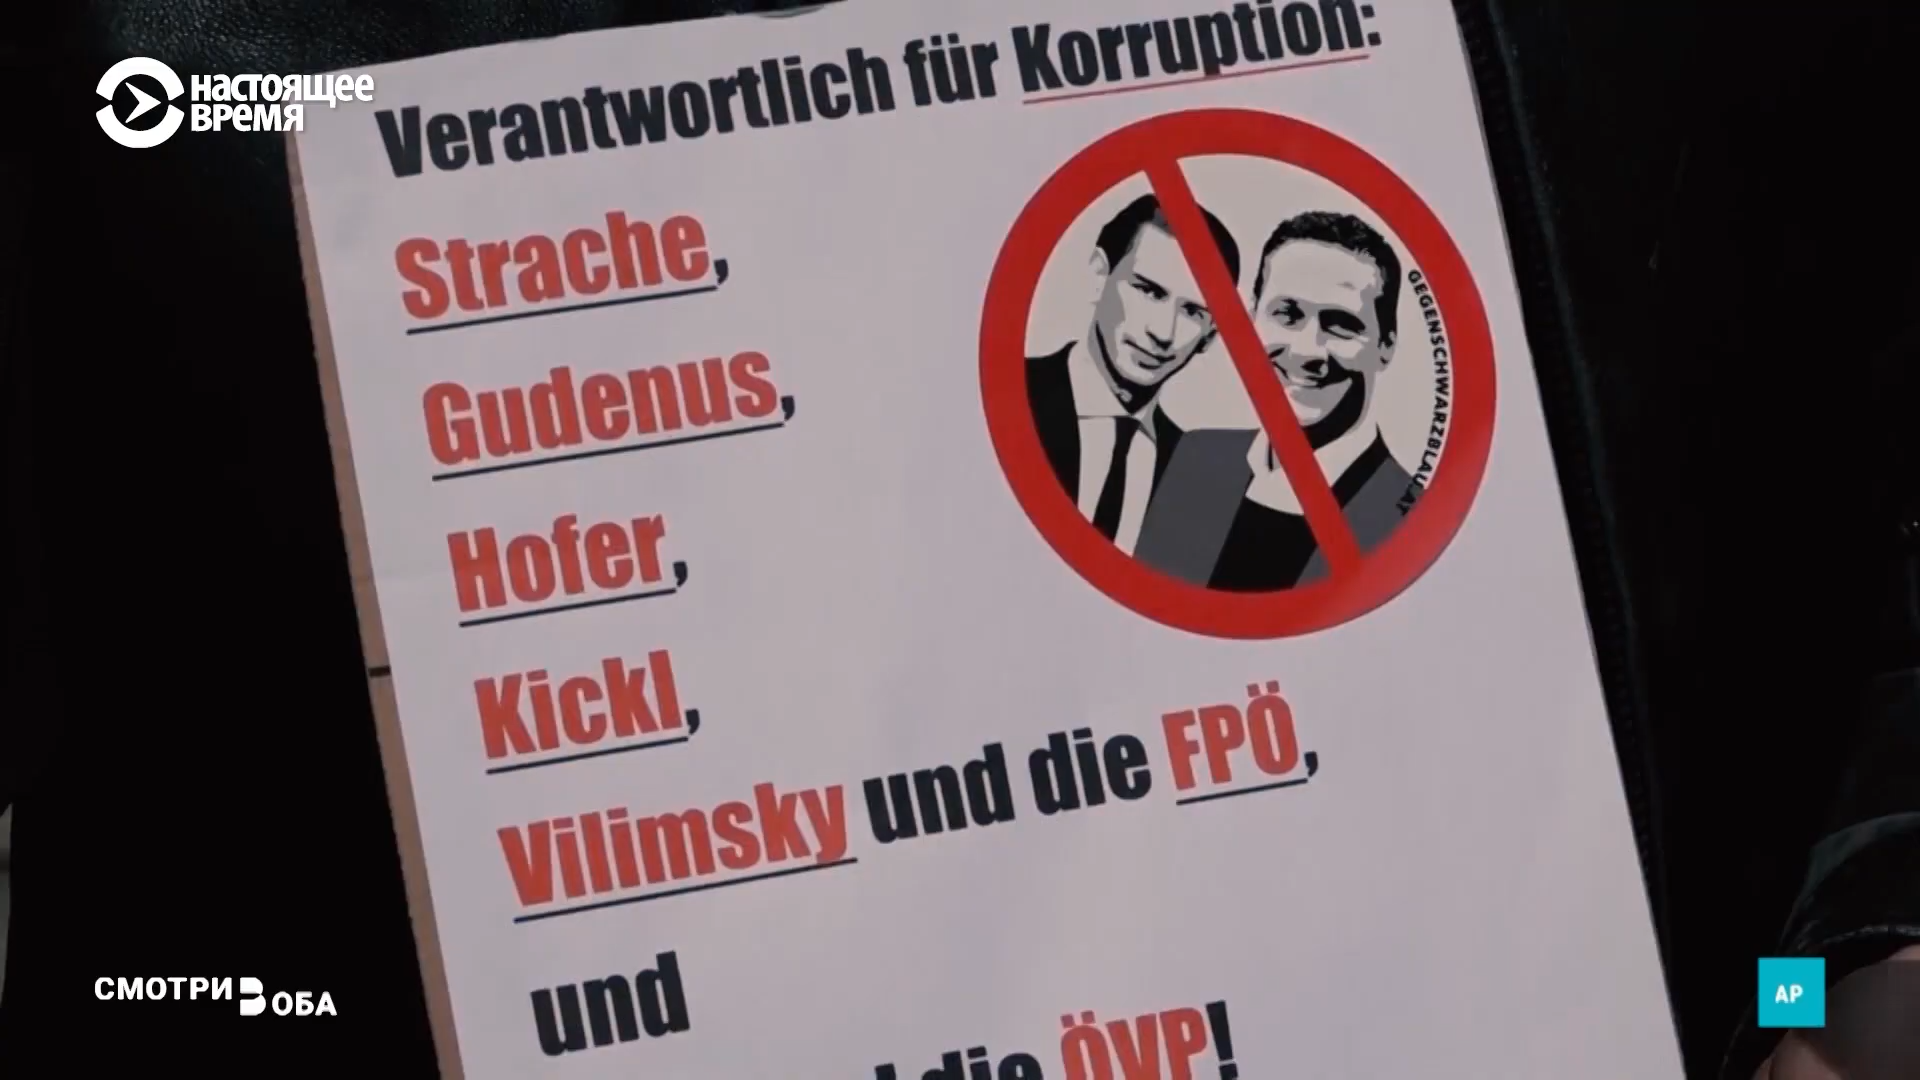 НАСТОЯЩЕЕ
ВРЕМЯ
Verantwortlich für Korruption:
Strache,
Gudenus,
Hofer,
Kickl,
Vilimsky und die FPÖ,
und
die ÖVP!
GEGENSCHWARZBLAU.AT
СМОТРИ В ОБА
AP